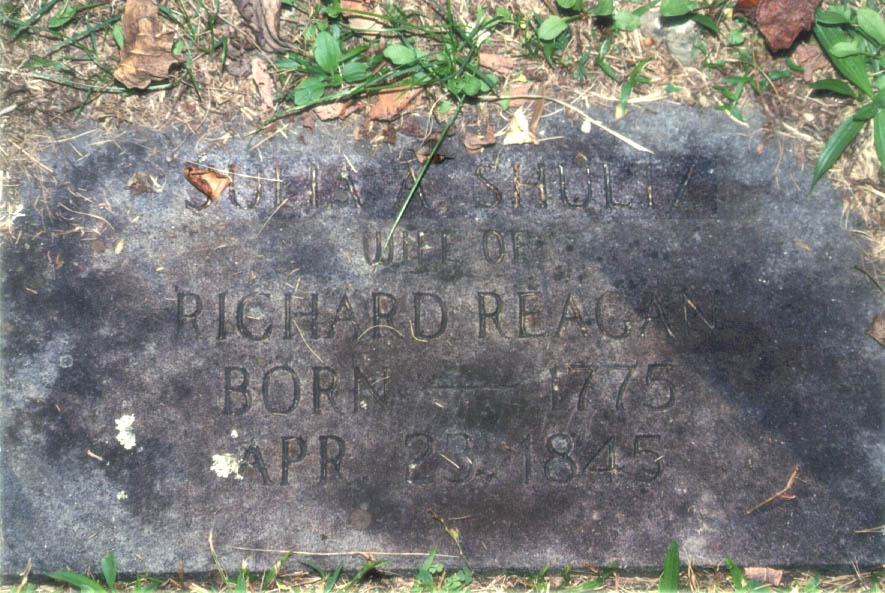 JULIA A. SHULTZ
WIFE OF
RICHARD REAGAN
BORN — 1775
APR. 23. 1845